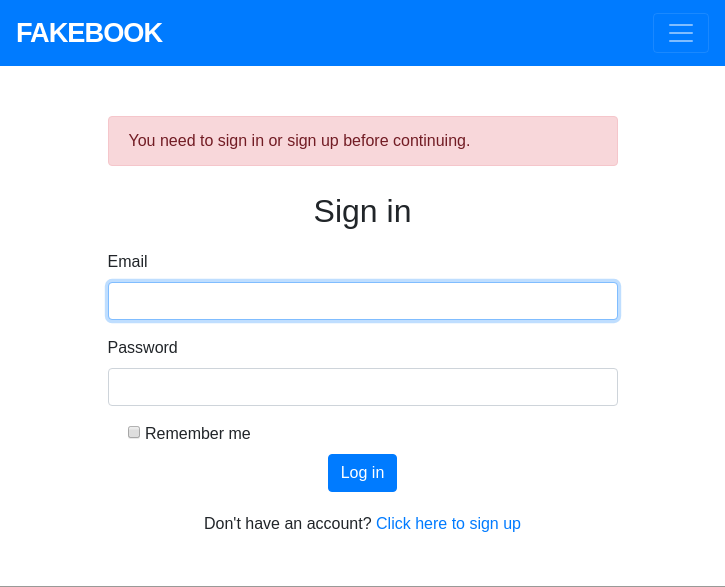 FAKEBOOK
You need to sign in or sign up before continuing.
Sign in
Email
Password
Remember me
Log in
Don't have an account? Click here to sign up